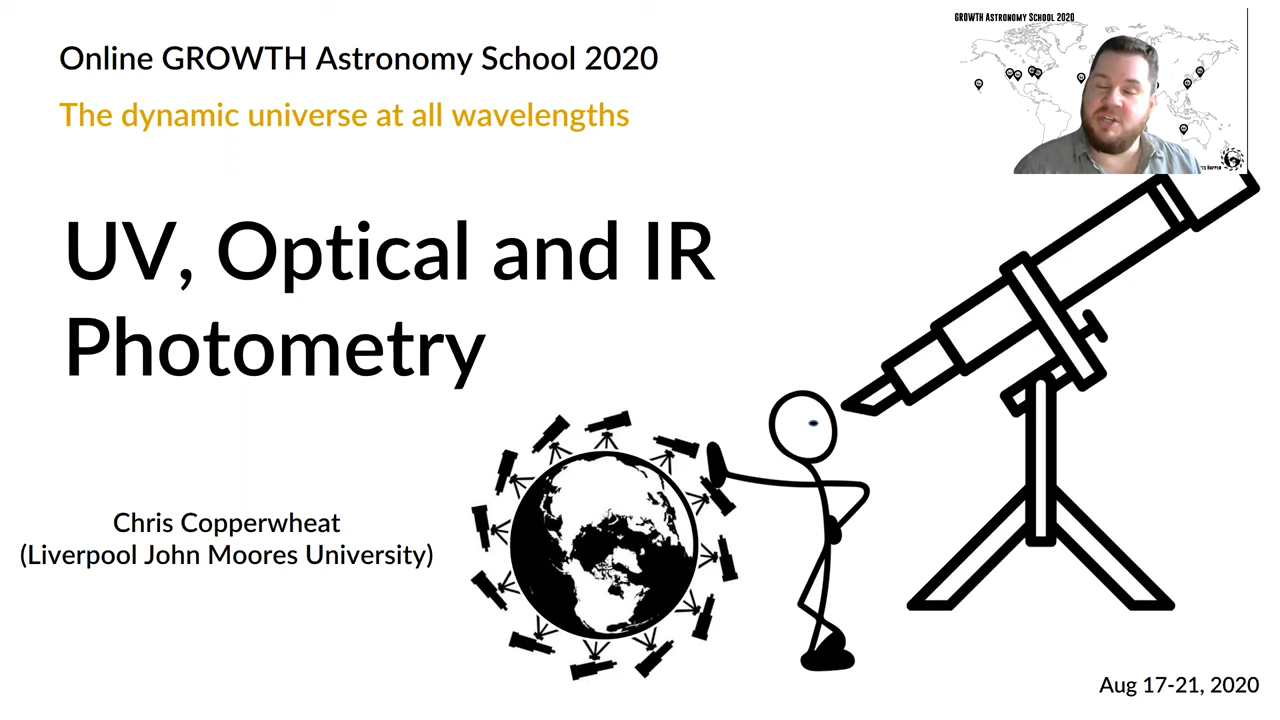 Online GROWTH Astronomy School 2020
GROWTH ASTRONOMY SCHOOL 2020
The dynamic universe at all wavelengths
UV, Optical and IR
Photometry
Chris Copperwheat
(Liverpool John Moores University)
Aug 17-21, 2020